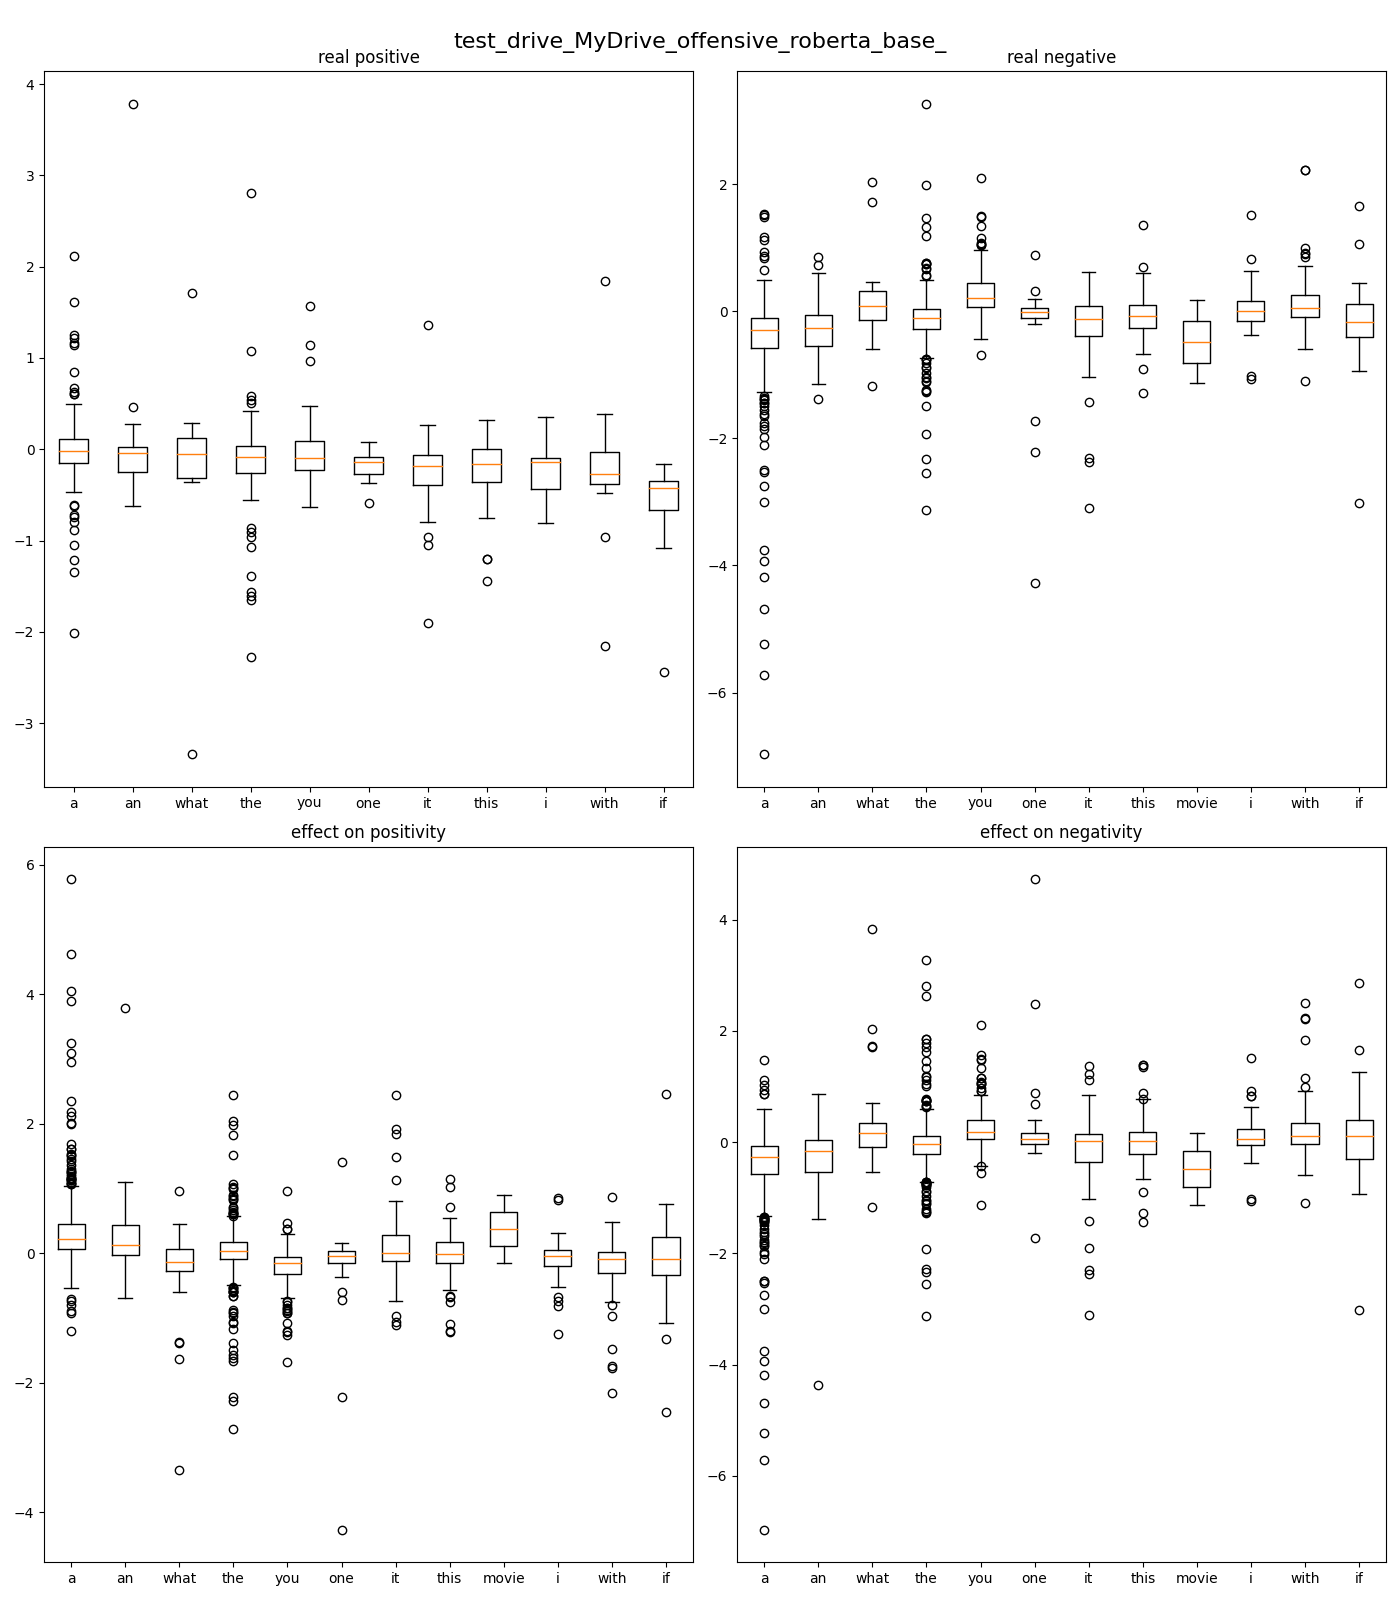 test_drive_MyDrive_offensive_roberta_base_
real positive
4
3
2
1
0
−1
−2
−3
a an what the you one it this i with if
real negative
2
0
−2
−4
−6
a an what the you one it this movie i with if
effect on positivity
6
4
2
0
−2
−4
a an what the you one it this movie i with if
effect on negativity
4
2
0
−2
−4
−6
a an what the you one it this movie i with if